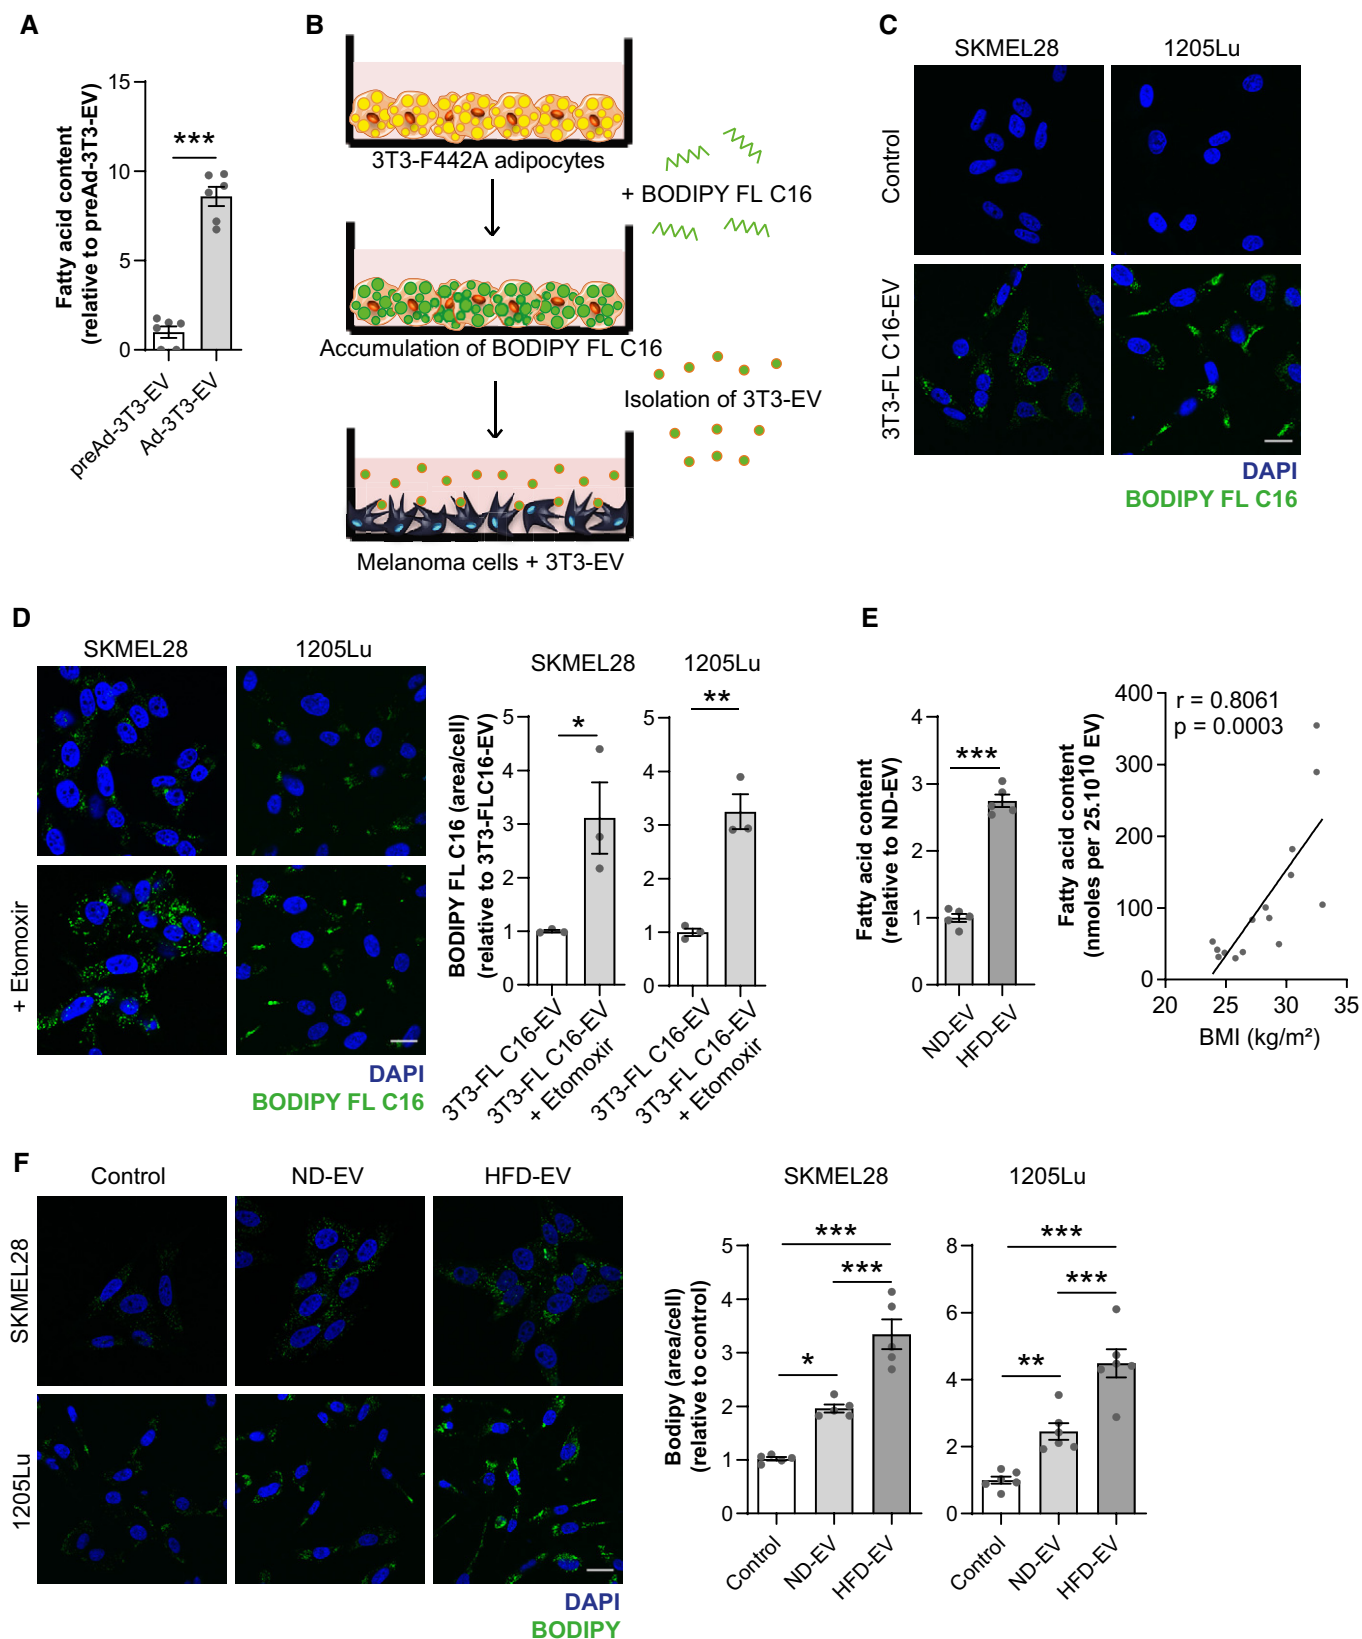 A
Fatty acid content
(relative to preAd-3T3-EV)
15
10
5
0
***
preAd-3T3-EV
Ad-3T3-EV
B
3T3-F442A adipocytes
+ BODIPY FL C16
Accumulation of BODIPY FL C16
Isolation of 3T3-EV
Melanoma cells + 3T3-EV
C
SKMEL28
1205Lu
Control
3T3-FL C16-EV
DAPI
BODIPY FL C16
D
SKMEL28
1205Lu
+ Etomoxir
DAPI
BODIPY FL C16
SKMEL28
1205Lu
BODIPY FL C16 (area/cell)
(relative to 3T3-FLC16-EV)
5
4
3
2
1
0
*
3T3-FL C16-EV
3T3-FL C16-EV
+ Etomoxir
5
4
3
2
1
0
**
3T3-FL C16-EV
3T3-FL C16-EV
+ Etomoxir
E
Fatty acid content
(relative to ND-EV)
4
3
2
1
0
***
ND-EV
HFD-EV
Fatty acid content
(nmoles per 25.10¹⁰ EV)
400
300
200
100
0
r = 0.8061
p = 0.0003
20
25
30
35
BMI (kg/m²)
F
Control
ND-EV
HFD-EV
SKMEL28
1205Lu
DAPI
BODIPY
SKMEL28
1205Lu
Bodipy (area/cell)
(relative to control)
5
4
3
2
1
0
***
***
*
Control
ND-EV
HFD-EV
8
6
4
2
0
***
***
**
Control
ND-EV
HFD-EV